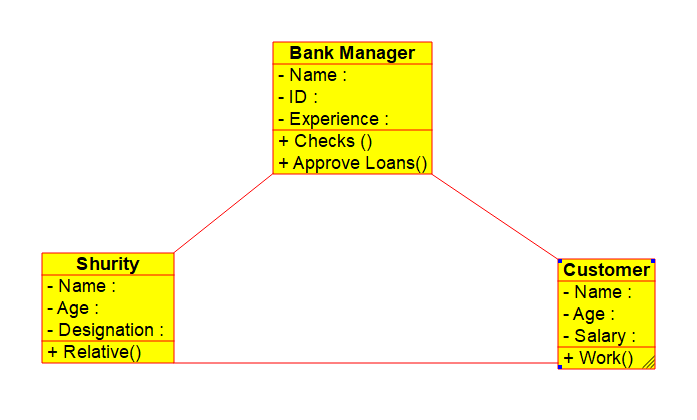 Bank Manager
- Name :
- ID :
- Experience :
+ Checks ()
+ Approve Loans()
Shurity
- Name :
- Age :
- Designation :
+ Relative()
Customer
- Name :
- Age :
- Salary :
+ Work()